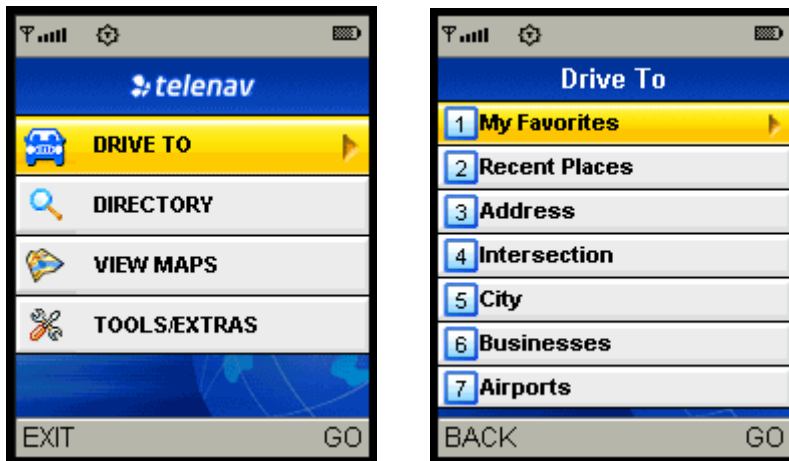 telenav
DRIVE TO
DIRECTORY
VIEW MAPS
TOOLS/EXTRAS
EXIT GO
Drive To
1 My Favorites
2 Recent Places
3 Address
4 Intersection
5 City
6 Businesses
7 Airports
BACK GO